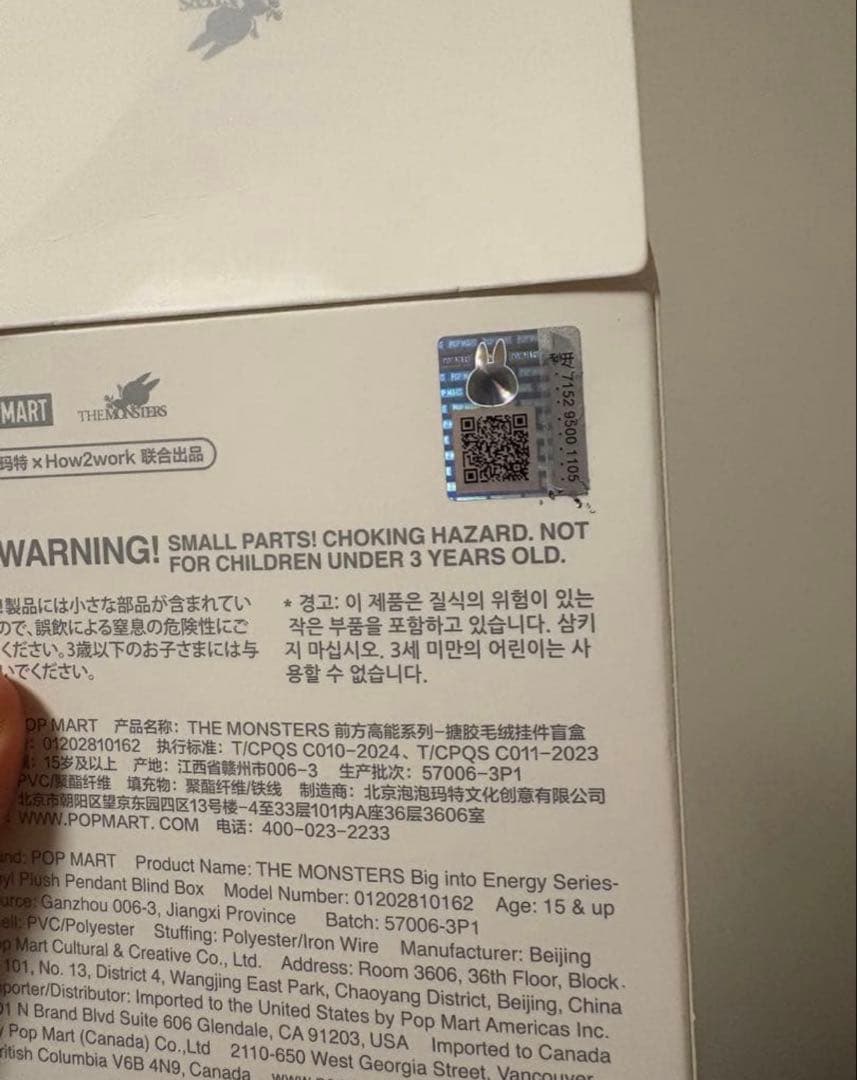 MART
THE MONSTERS
玛特 × How2work 联合出品
7152 9500 1105
WARNING! SMALL PARTS! CHOKING HAZARD. NOT
FOR CHILDREN UNDER 3 YEARS OLD.
製品には小さな部品が含まれてい
ので、誤飲による窒息の危険性にご
ください。3歳以下のお子さまには与
いでください。
* 경고: 이 제품은 질식의 위험이 있는
작은 부품을 포함하고 있습니다. 삼키
지 마십시오. 3세 미만의 어린이는 사
용할 수 없습니다.
OP MART 产品名称: THE MONSTERS 前方高能系列-搪胶毛绒挂件盲盒
: 01202810162 执行标准: T/CPQS C010-2024、T/CPQS C011-2023
: 15岁及以上 产地: 江西省赣州市006-3 生产批次: 57006-3P1
PVC/聚酯纤维 填充物: 聚酯纤维/铁线 制造商: 北京泡泡玛特文化创意有限公司
北京市朝阳区望京东园四区13号楼-4至33层101内A座36层3606室
: WWW.POPMART.COM 电话: 400-023-2233
and: POP MART Product Name: THE MONSTERS Big into Energy Series-
yl Plush Pendant Blind Box Model Number: 01202810162 Age: 15 & up
urce: Ganzhou 006-3, Jiangxi Province Batch: 57006-3P1
ell: PVC/Polyester Stuffing: Polyester/Iron Wire Manufacturer: Beijing
op Mart Cultural & Creative Co., Ltd. Address: Room 3606, 36th Floor, Block
101, No. 13, District 4, Wangjing East Park, Chaoyang District, Beijing, China
porter/Distributor: Imported to the United States by Pop Mart Americas Inc.
01 N Brand Blvd Suite 606 Glendale, CA 91203, USA Imported to Canada
y Pop Mart (Canada) Co.,Ltd 2110-650 West Georgia Street, Vancouver
ritish Columbia V6B 4N9, Canada